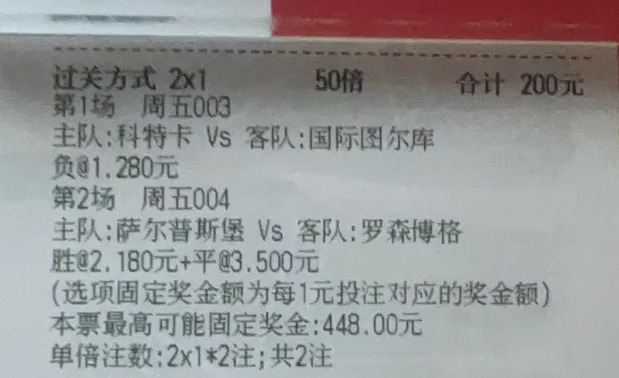 过关方式 2x1 50倍 合计 200元
第1场 周五003
主队:科特卡 Vs 客队:国际图尔库
负@1.280元
第2场 周五004
主队:萨尔普斯堡 Vs 客队:罗森博格
胜@2.180元+平@3.500元
(选项固定奖金额为每1元投注对应的奖金额)
本票最高可能固定奖金:448.00元
单倍注数:2x1*2注;共2注